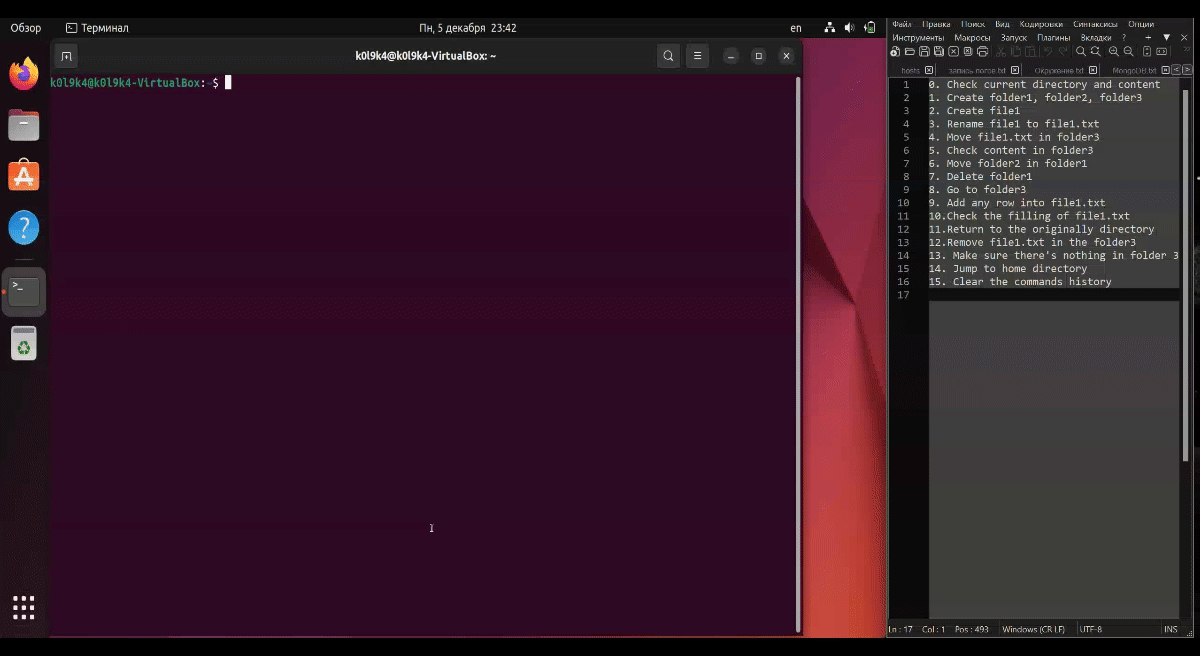 Обзор
Терминал
Пн, 5 декабря 23:42
en
k0l9k4@k0l9k4-VirtualBox: ~
k0l9k4@k0l9k4-VirtualBox:~$
Файл Правка Поиск Вид Кодировки Синтаксисы Опции
Инструменты Макросы Запуск Плагины Вкладки ?
hosts
Окружение.txt
MongoDB.txt
1 0. Check current directory and content
2 1. Create folder1, folder2, folder3
3 2. Create file1
4 3. Rename file1 to file1.txt
5 4. Move file1.txt in folder3
6 5. Check content in folder3
7 6. Move folder2 in folder1
8 7. Delete folder1
9 8. Go to folder3
10 9. Add any row into file1.txt
11 10.Check the filling of file1.txt
12 11.Return to the originally directory
13 12.Remove file1.txt in the folder3
14 13. Make sure there's nothing in folder 3
15 14. Jump to home directory
16 15. Clear the commands history
17
Ln : 17 Col : 1 Pos : 493 Windows (CR LF) UTF-8 INS